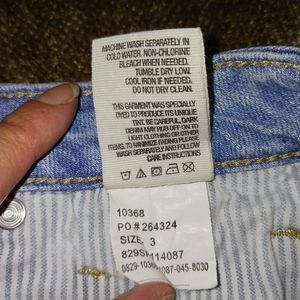 MACHINE WASH SEPARATELY IN
COLD WATER. NON-CHLORINE
BLEACH WHEN NEEDED.
TUMBLE DRY LOW.
COOL IRON IF NEEDED.
DO NOT DRY CLEAN.
THIS GARMENT WAS SPECIALLY
DYED TO PRODUCE ITS UNIQUE
TINT. BE CAREFUL, DARK
DENIM MAY RUB OFF ON TO
LIGHT CLOTHING OR OTHER
ITEMS. TO MINIMIZE FADING
WASH SEPARATELY AND FOLLOW
CARE INSTRUCTIONS
10368
PO # 264324
SIZE: 3